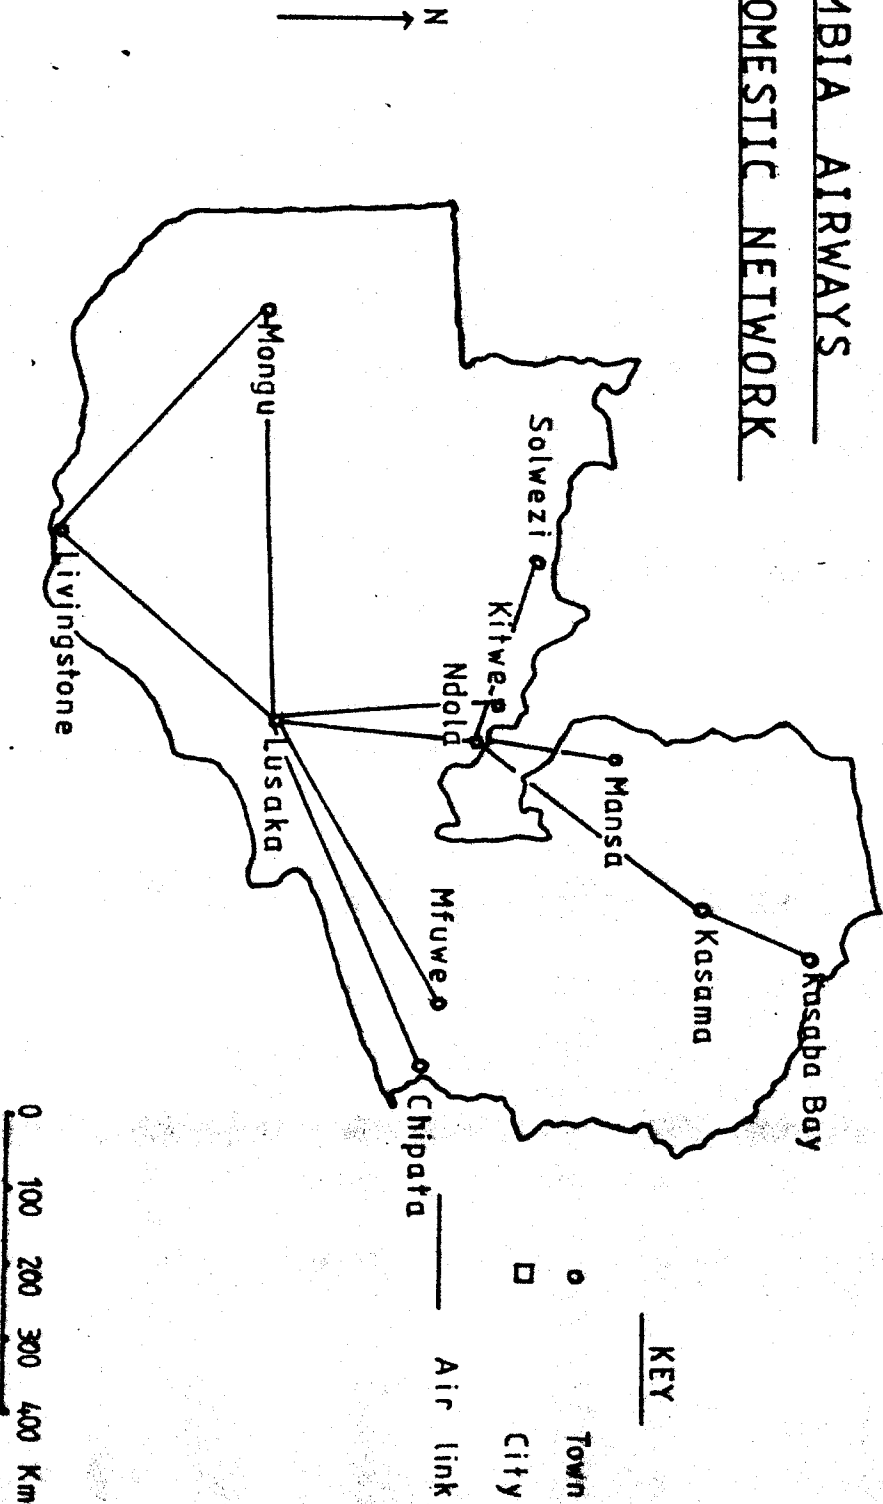 MBIA AIRWAYS
OMESTIC NETWORK
N
Solwezi
Kitwe
Ndola
Mansa
Kasama
Kasaba Bay
Mongu
Lusaka
Mfuwe
Chipata
Livingstone
KEY
Town
City
Air link
0 100 200 300 400 Km